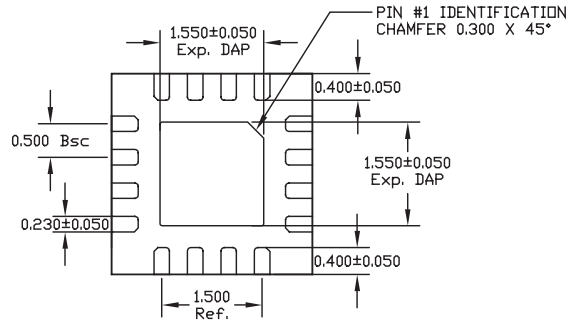 PIN #1 IDENTIFICATION
CHAMFER 0.300 X 45°
1.550±0.050
Exp. DAP
0.400±0.050
0.500 Bsc
1.550±0.050
Exp. DAP
0.230±0.050
0.400±0.050
1.500
Ref.